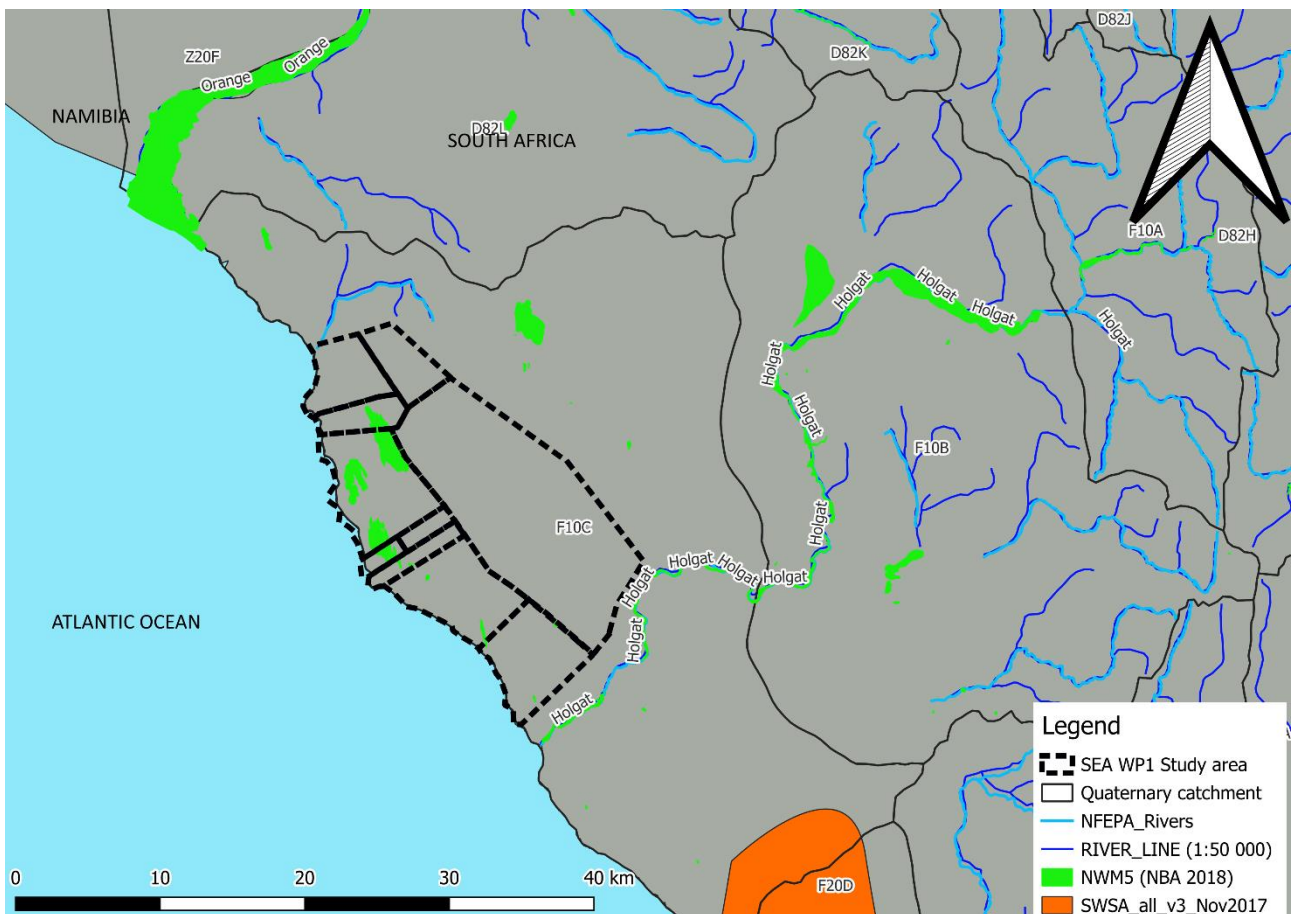 D82J
Z20F
D82K
Orange
Orange
NAMIBIA
D82L
SOUTH AFRICA
F10A
D82H
Holgat
Holgat
Holgat
Holgat
Holgat
Holgat
F10B
F10C
Holgat
Holgat
Holgat
Holgat
Holgat
Holgat
ATLANTIC OCEAN
Holgat
F20D
Legend
SEA WP1 Study area
Quaternary catchment
NFEPA_Rivers
RIVER_LINE (1:50 000)
NWM5 (NBA 2018)
SWSA_all_v3_Nov2017
0 10 20 30 40 km